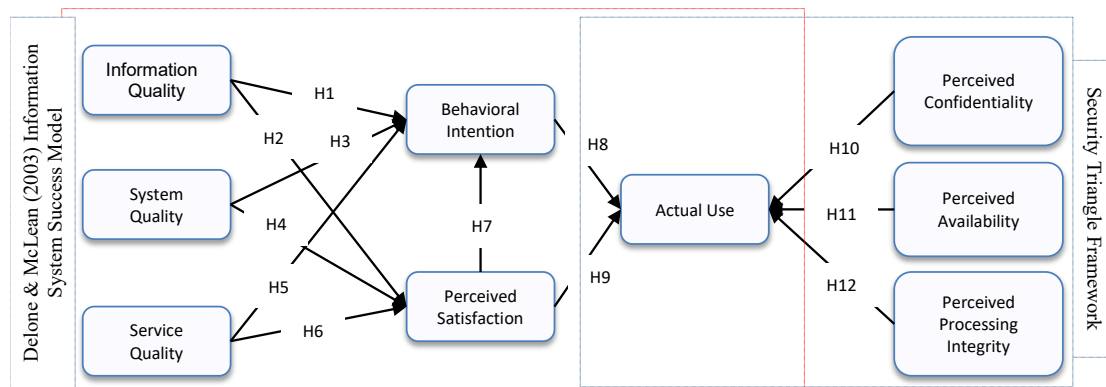 Delone & McLean (2003) Information
System Success Model
Information
Quality
System
Quality
Service
Quality
H1
H2
H3
H4
H5
H6
Behavioral
Intention
H7
Perceived
Satisfaction
H8
H9
Actual Use
H10
H11
H12
Perceived
Confidentiality
Perceived
Availability
Perceived
Processing
Integrity
Security Triangle Framework